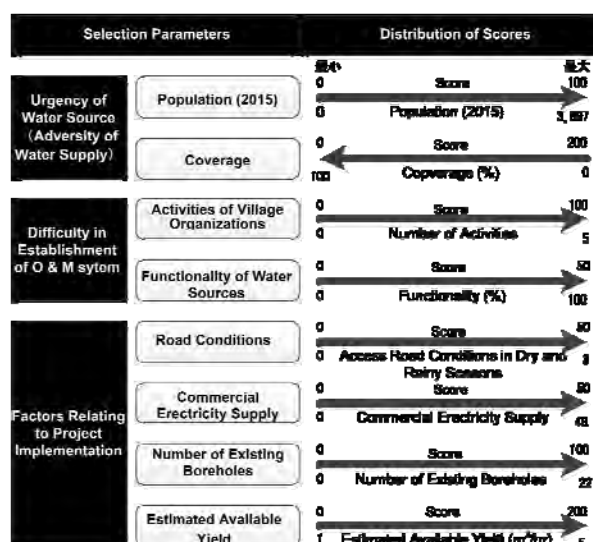 Selection Parameters
Distribution of Scores
最小
最大
Urgency of
Water Source
（Adversity of
Water Supply）
Population (2015)
0 Score 100
0 Population (2015) 3,897
Coverage
0 Score 200
100 Copverage (%) 0
Difficulty in
Establishment
of O & M sytom
Activities of Village
Organizations
0 Score 100
0 Number of Activities 5
Functionality of Water
Sources
0 Score 50
0 Functionality (%) 100
Factors Relating
to Project
Implementation
Road Conditions
0 Score 50
0 Access Road Conditions in Dry and 3
Rainy Seasons
Commercial
Erectricity Supply
0 Score 50
0 Commercial Erectricity Supply
Number of Existing
Boreholes
0 Score 100
0 Number of Existing Boreholes 22
Estimated Available
Yield
0 Score 200
1 Estimated Available Yield (m³/hr) 5